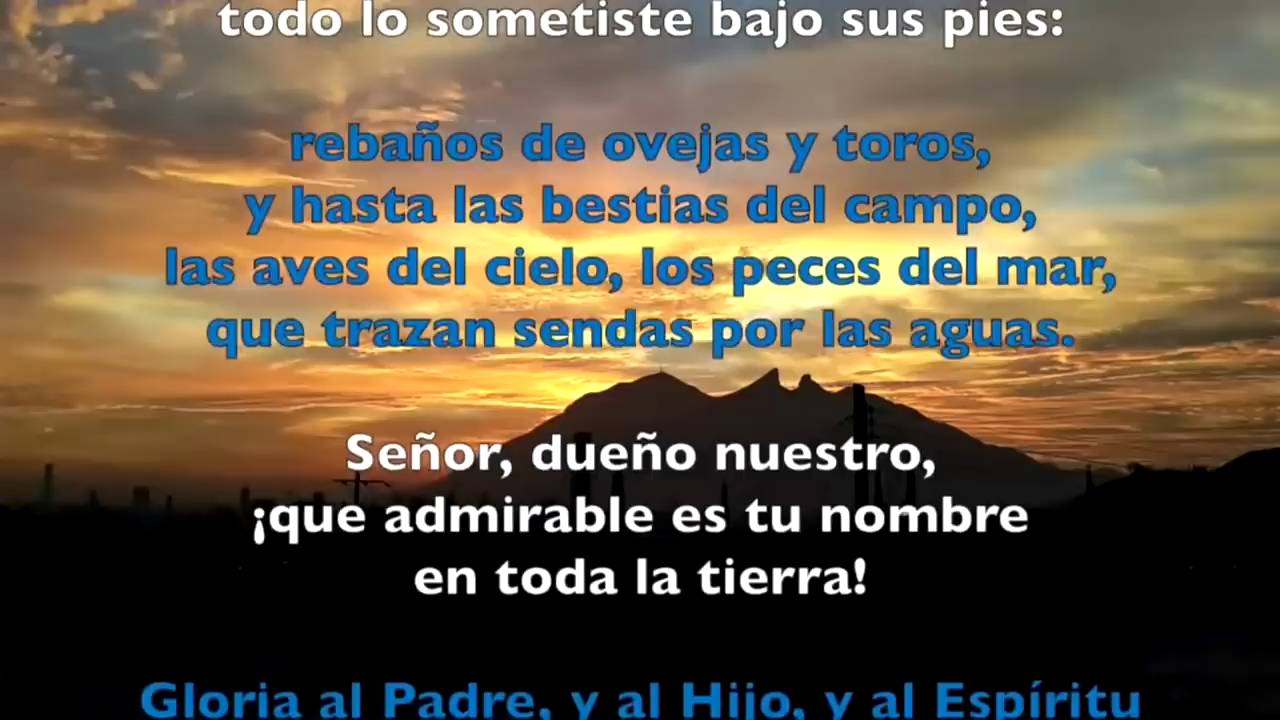 todo lo sometiste bajo sus pies:
rebaños de ovejas y toros,
y hasta las bestias del campo,
las aves del cielo, los peces del mar,
que trazan sendas por las aguas.
Señor, dueño nuestro,
¡que admirable es tu nombre
en toda la tierra!
Gloria al Padre, y al Hijo, y al Espíritu